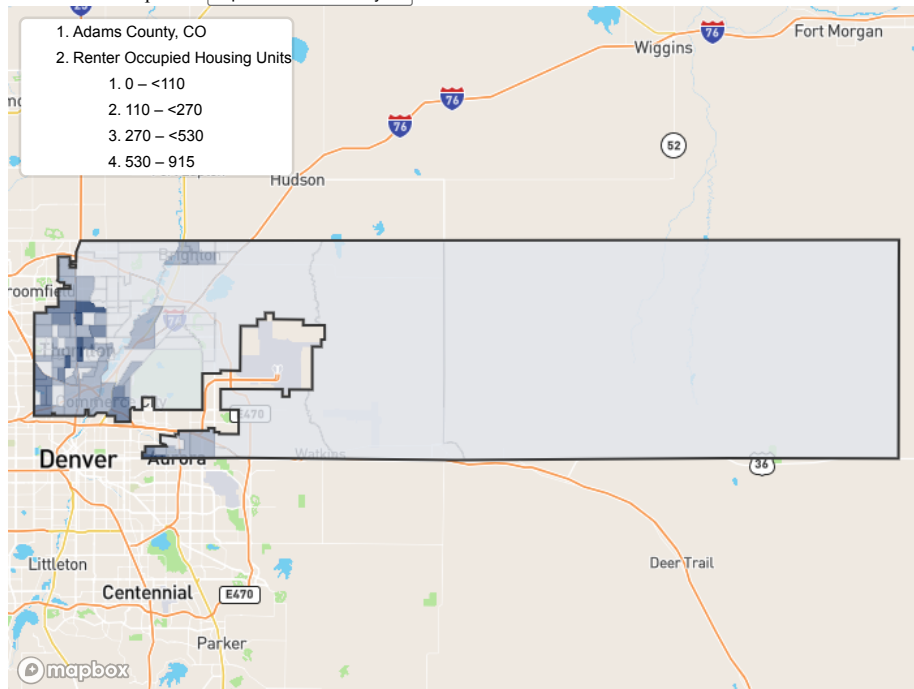 25
76
Fort Morgan
1. Adams County, CO
Wiggins
2. Renter Occupied Housing Units
1. 0 – <110
76
2. 110 – <270
76
3. 270 – <530
52
4. 530 – 915
Hudson
Brighton
roomfield
76
Thornton
Commerce City
E470
Denver
Aurora
Watkins
36
Littleton
Deer Trail
Centennial
E470
Parker
mapbox